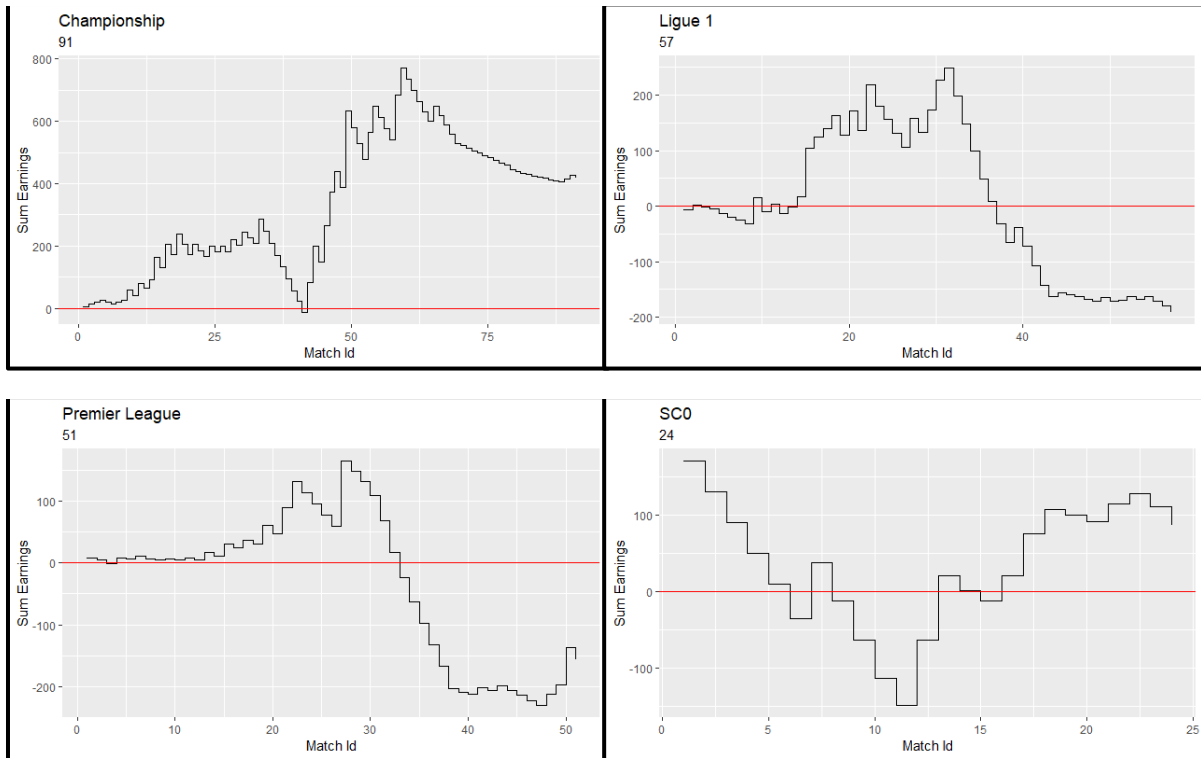 Championship
91
800
600
400
200
0
Sum Earnings
0 25 50 75
Match Id
Ligue 1
57
200
100
0
-100
-200
Sum Earnings
0 20 40
Match Id
Premier League
51
100
0
-100
-200
Sum Earnings
0 10 20 30 40 50
Match Id
SC0
24
100
0
-100
Sum Earnings
0 5 10 15 20 25
Match Id